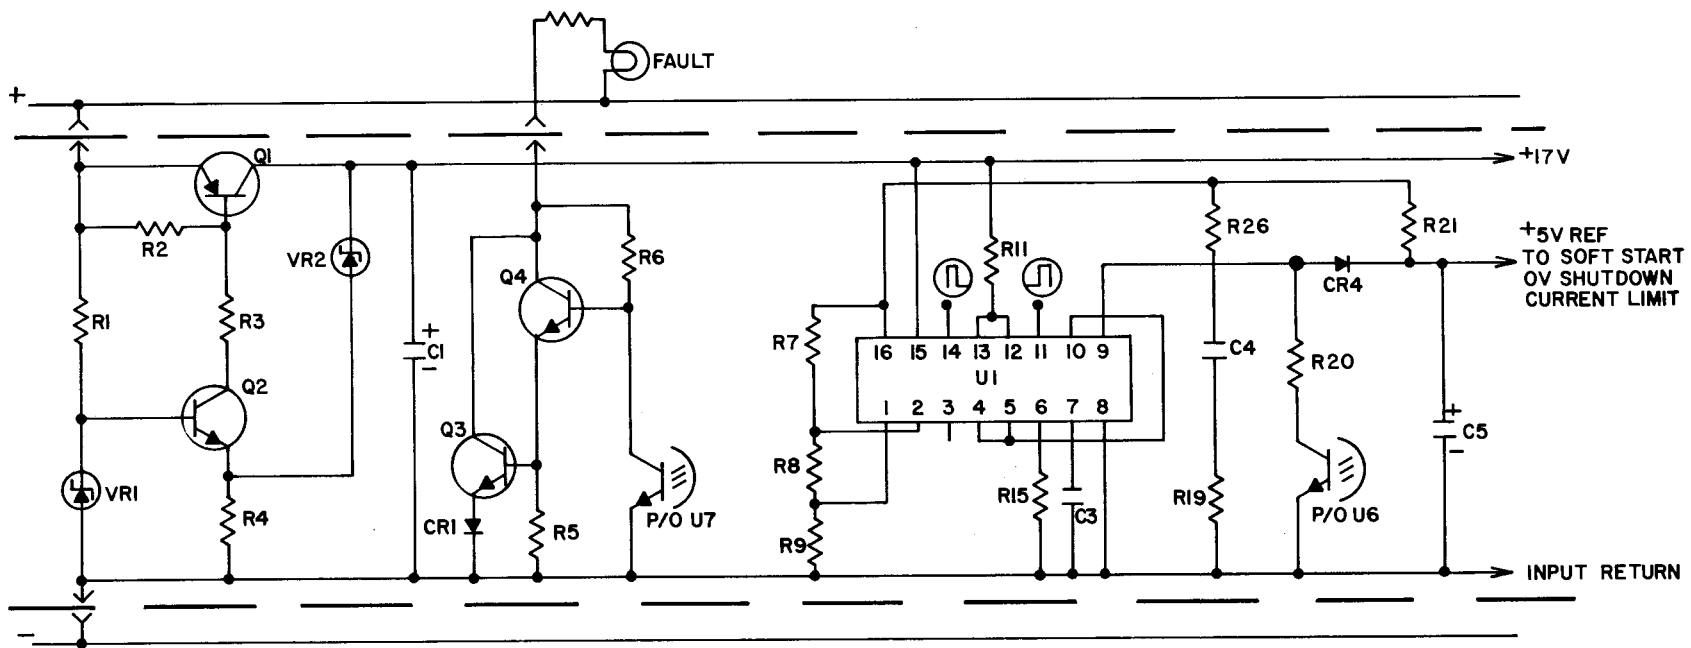 FAULT
+
Q1
+17V
R2
VR2
R6
R11
R26
R21
+5V REF
TO SOFT START
OV SHUTDOWN
CURRENT LIMIT
CR4
Q4
R1
R3
+
C1
-
R7
16 15 14 13 12 11 10 9
U1
1 2 3 4 5 6 7 8
C4
R20
Q2
Q3
+
C5
-
R8
VR1
R4
CR1
R5
P/O U7
R9
R15
C3
R19
P/O U6
INPUT RETURN
-